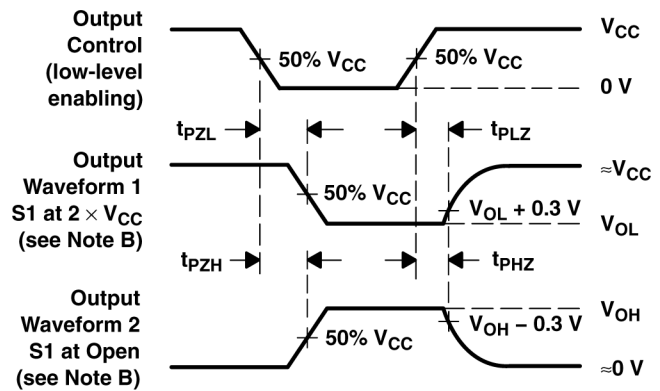 Output
Control
(low-level
enabling)
50% VCC
50% VCC
VCC
0 V
tPZL
tPLZ
Output
Waveform 1
S1 at 2 × VCC
(see Note B)
50% VCC
VOL + 0.3 V
≈VCC
VOL
tPZH
tPHZ
Output
Waveform 2
S1 at Open
(see Note B)
50% VCC
VOH − 0.3 V
VOH
≈0 V